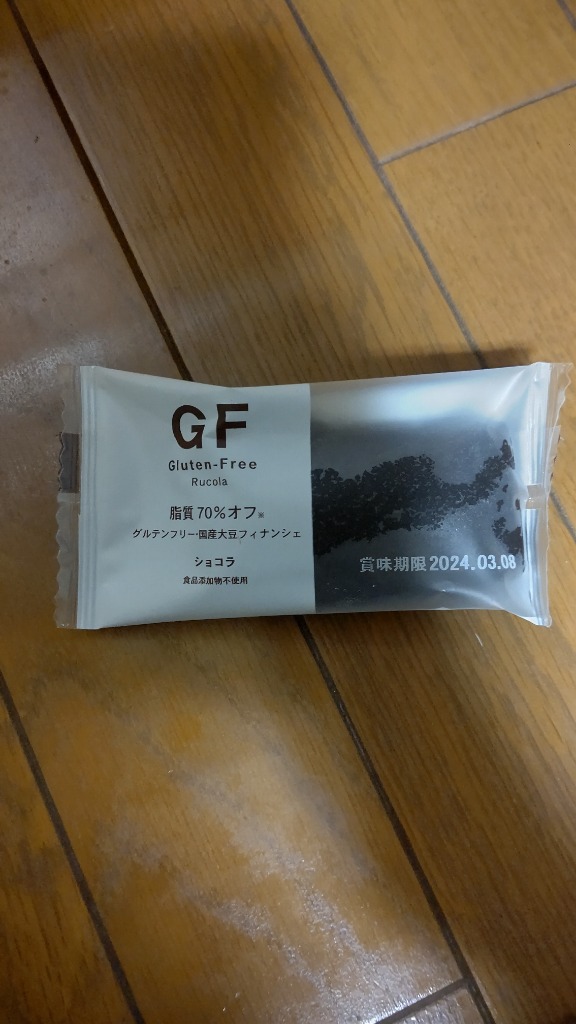 GF
Gluten-Free
Rucola
脂質70%オフ※
グルテンフリー・国産大豆フィナンシェ
ショコラ
食品添加物不使用
賞味期限 2024.03.08